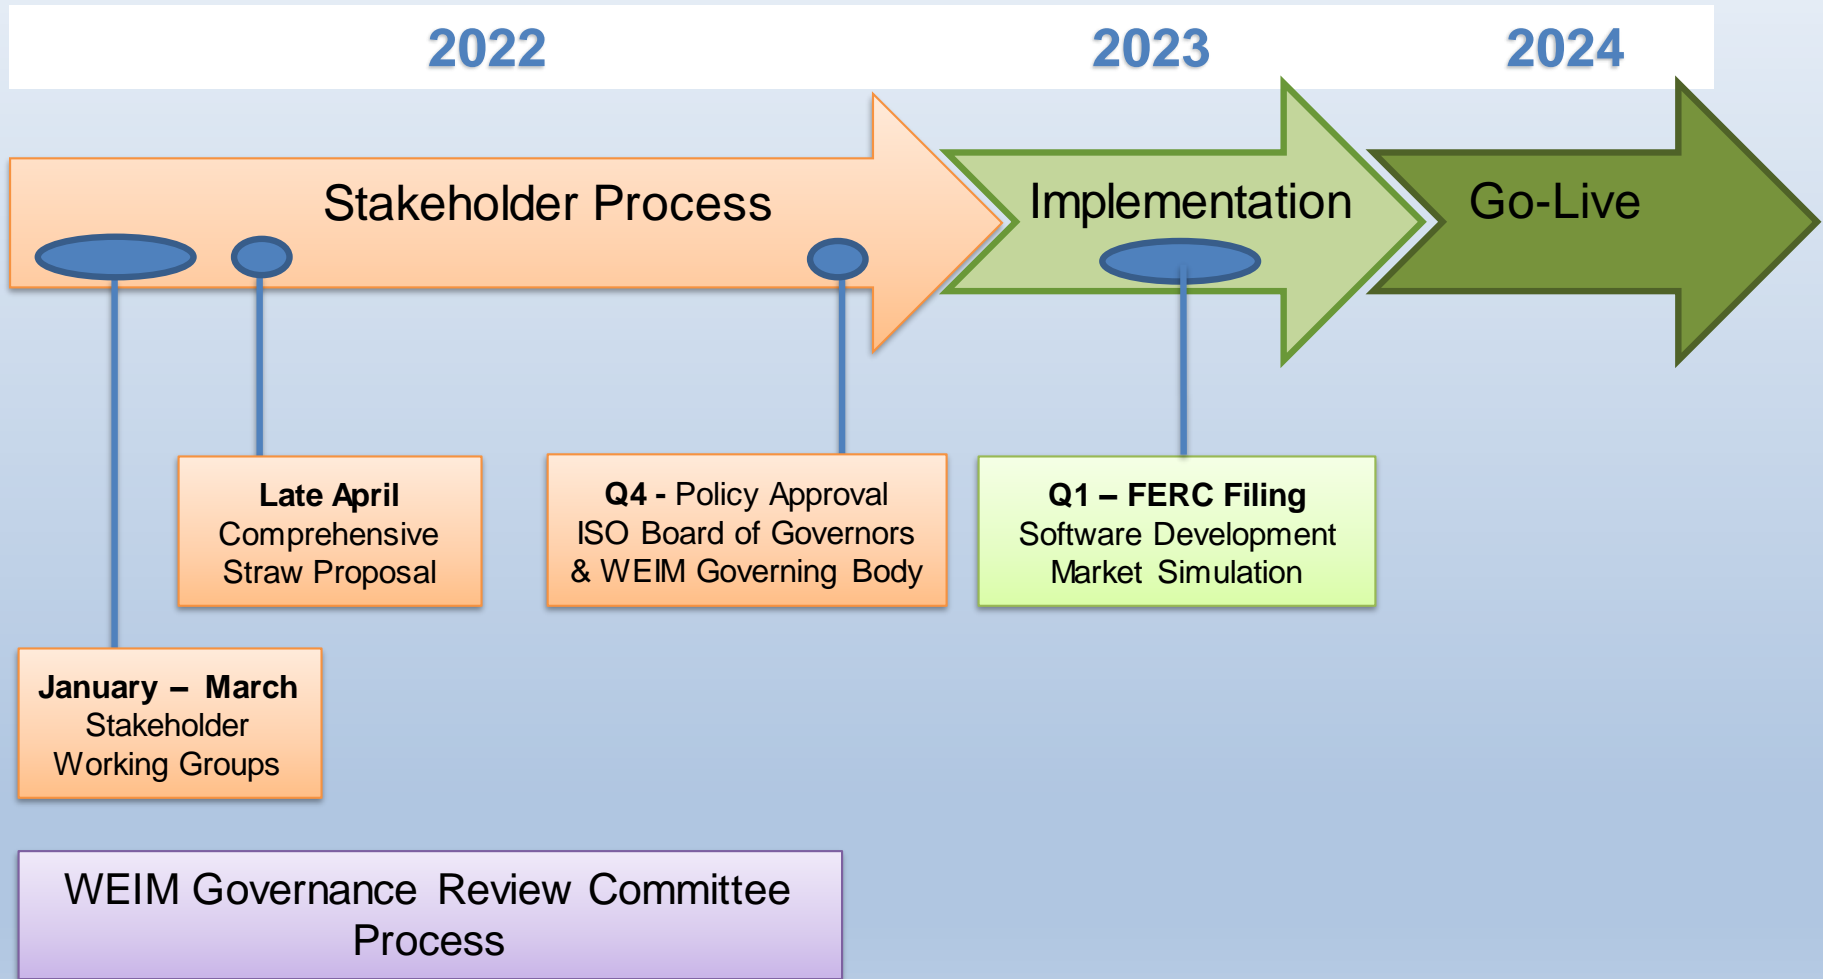 2022
2023
2024
Stakeholder Process
Implementation
Go-Live
Late April
Comprehensive
Straw Proposal
Q4 - Policy Approval
ISO Board of Governors
& WEIM Governing Body
Q1 – FERC Filing
Software Development
Market Simulation
January – March
Stakeholder
Working Groups
WEIM Governance Review Committee
Process